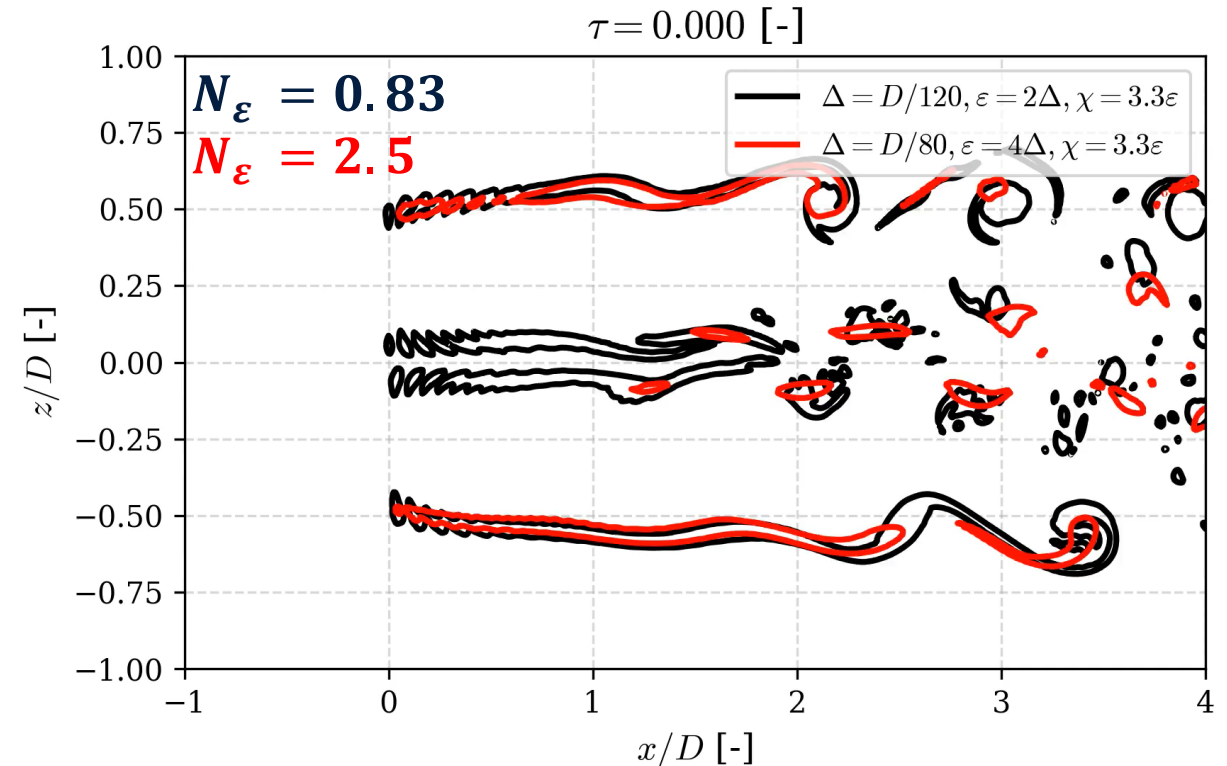 τ = 0.000 [-]
N_ε = 0.83
N_ε = 2.5
Δ = D/120, ε = 2Δ, χ = 3.3ε
Δ = D/80, ε = 4Δ, χ = 3.3ε
1.00
0.75
0.50
0.25
0.00
−0.25
−0.50
−0.75
−1.00
z/D [-]
−1 0 1 2 3 4
x/D [-]